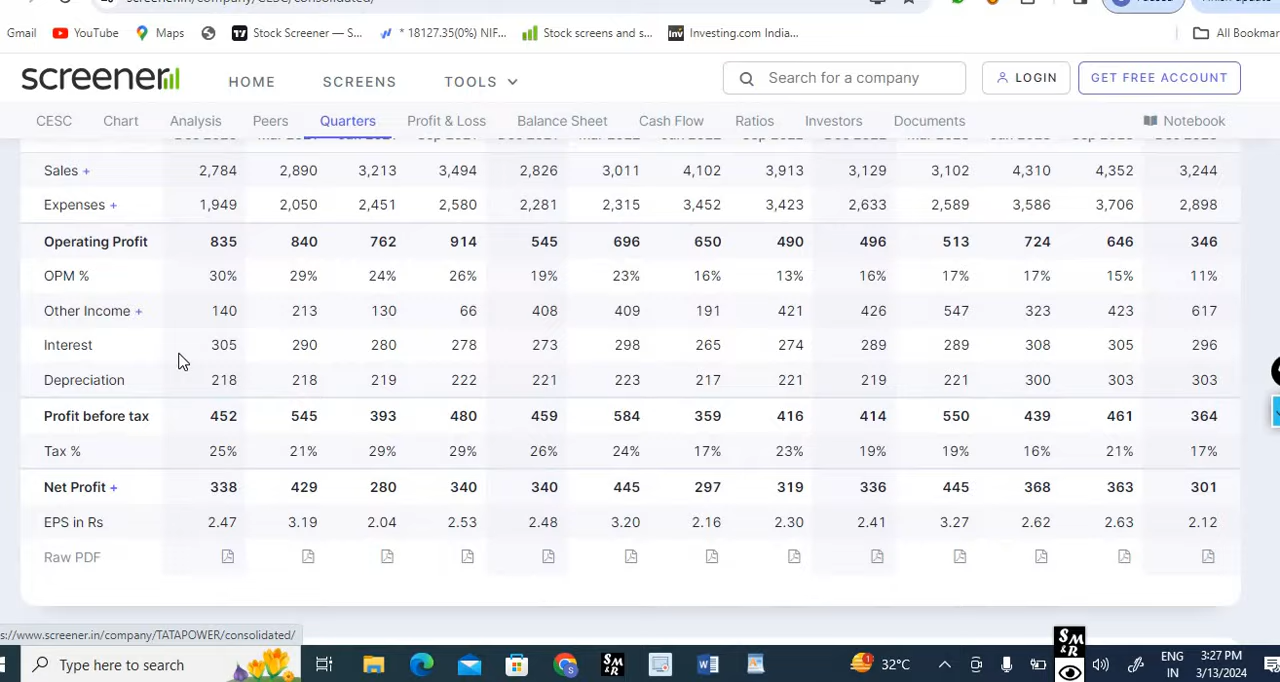 screener.in/company/CESC/consolidated/
Gmail YouTube Maps Stock Screener — S... * 18127.35(0%) NIF... Stock screens and s... Investing.com India... All Bookmar
screener HOME SCREENS TOOLS Search for a company LOGIN GET FREE ACCOUNT
CESC Chart Analysis Peers Quarters Profit & Loss Balance Sheet Cash Flow Ratios Investors Documents Notebook
Sales + 2,784 2,890 3,213 3,494 2,826 3,011 4,102 3,913 3,129 3,102 4,310 4,352 3,244
Expenses + 1,949 2,050 2,451 2,580 2,281 2,315 3,452 3,423 2,633 2,589 3,586 3,706 2,898
Operating Profit 835 840 762 914 545 696 650 490 496 513 724 646 346
OPM % 30% 29% 24% 26% 19% 23% 16% 13% 16% 17% 17% 15% 11%
Other Income + 140 213 130 66 408 409 191 421 426 547 323 423 617
Interest 305 290 280 278 273 298 265 274 289 289 308 305 296
Depreciation 218 218 219 222 221 223 217 221 219 221 300 303 303
Profit before tax 452 545 393 480 459 584 359 416 414 550 439 461 364
Tax % 25% 21% 29% 29% 26% 24% 17% 23% 19% 19% 16% 21% 17%
Net Profit + 338 429 280 340 340 445 297 319 336 445 368 363 301
EPS in Rs 2.47 3.19 2.04 2.53 2.48 3.20 2.16 2.30 2.41 3.27 2.62 2.63 2.12
Raw PDF
s://www.screener.in/company/TATAPOWER/consolidated/
Type here to search SM&R SM&R 32°C ENG IN 3:27 PM 3/13/2024